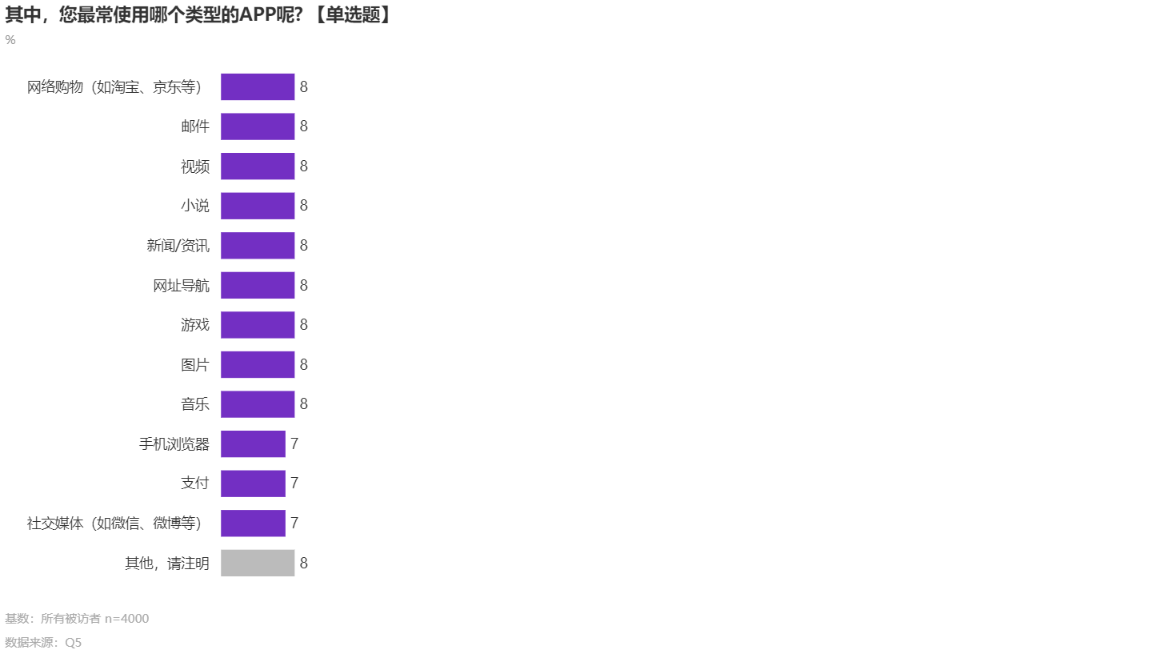 其中，您最常使用哪个类型的APP呢？【单选题】
%
网络购物（如淘宝、京东等） 8
邮件 8
视频 8
小说 8
新闻/资讯 8
网址导航 8
游戏 8
图片 8
音乐 8
手机浏览器 7
支付 7
社交媒体（如微信、微博等） 7
其他，请注明 8
基数：所有被访者 n=4000
数据来源：Q5